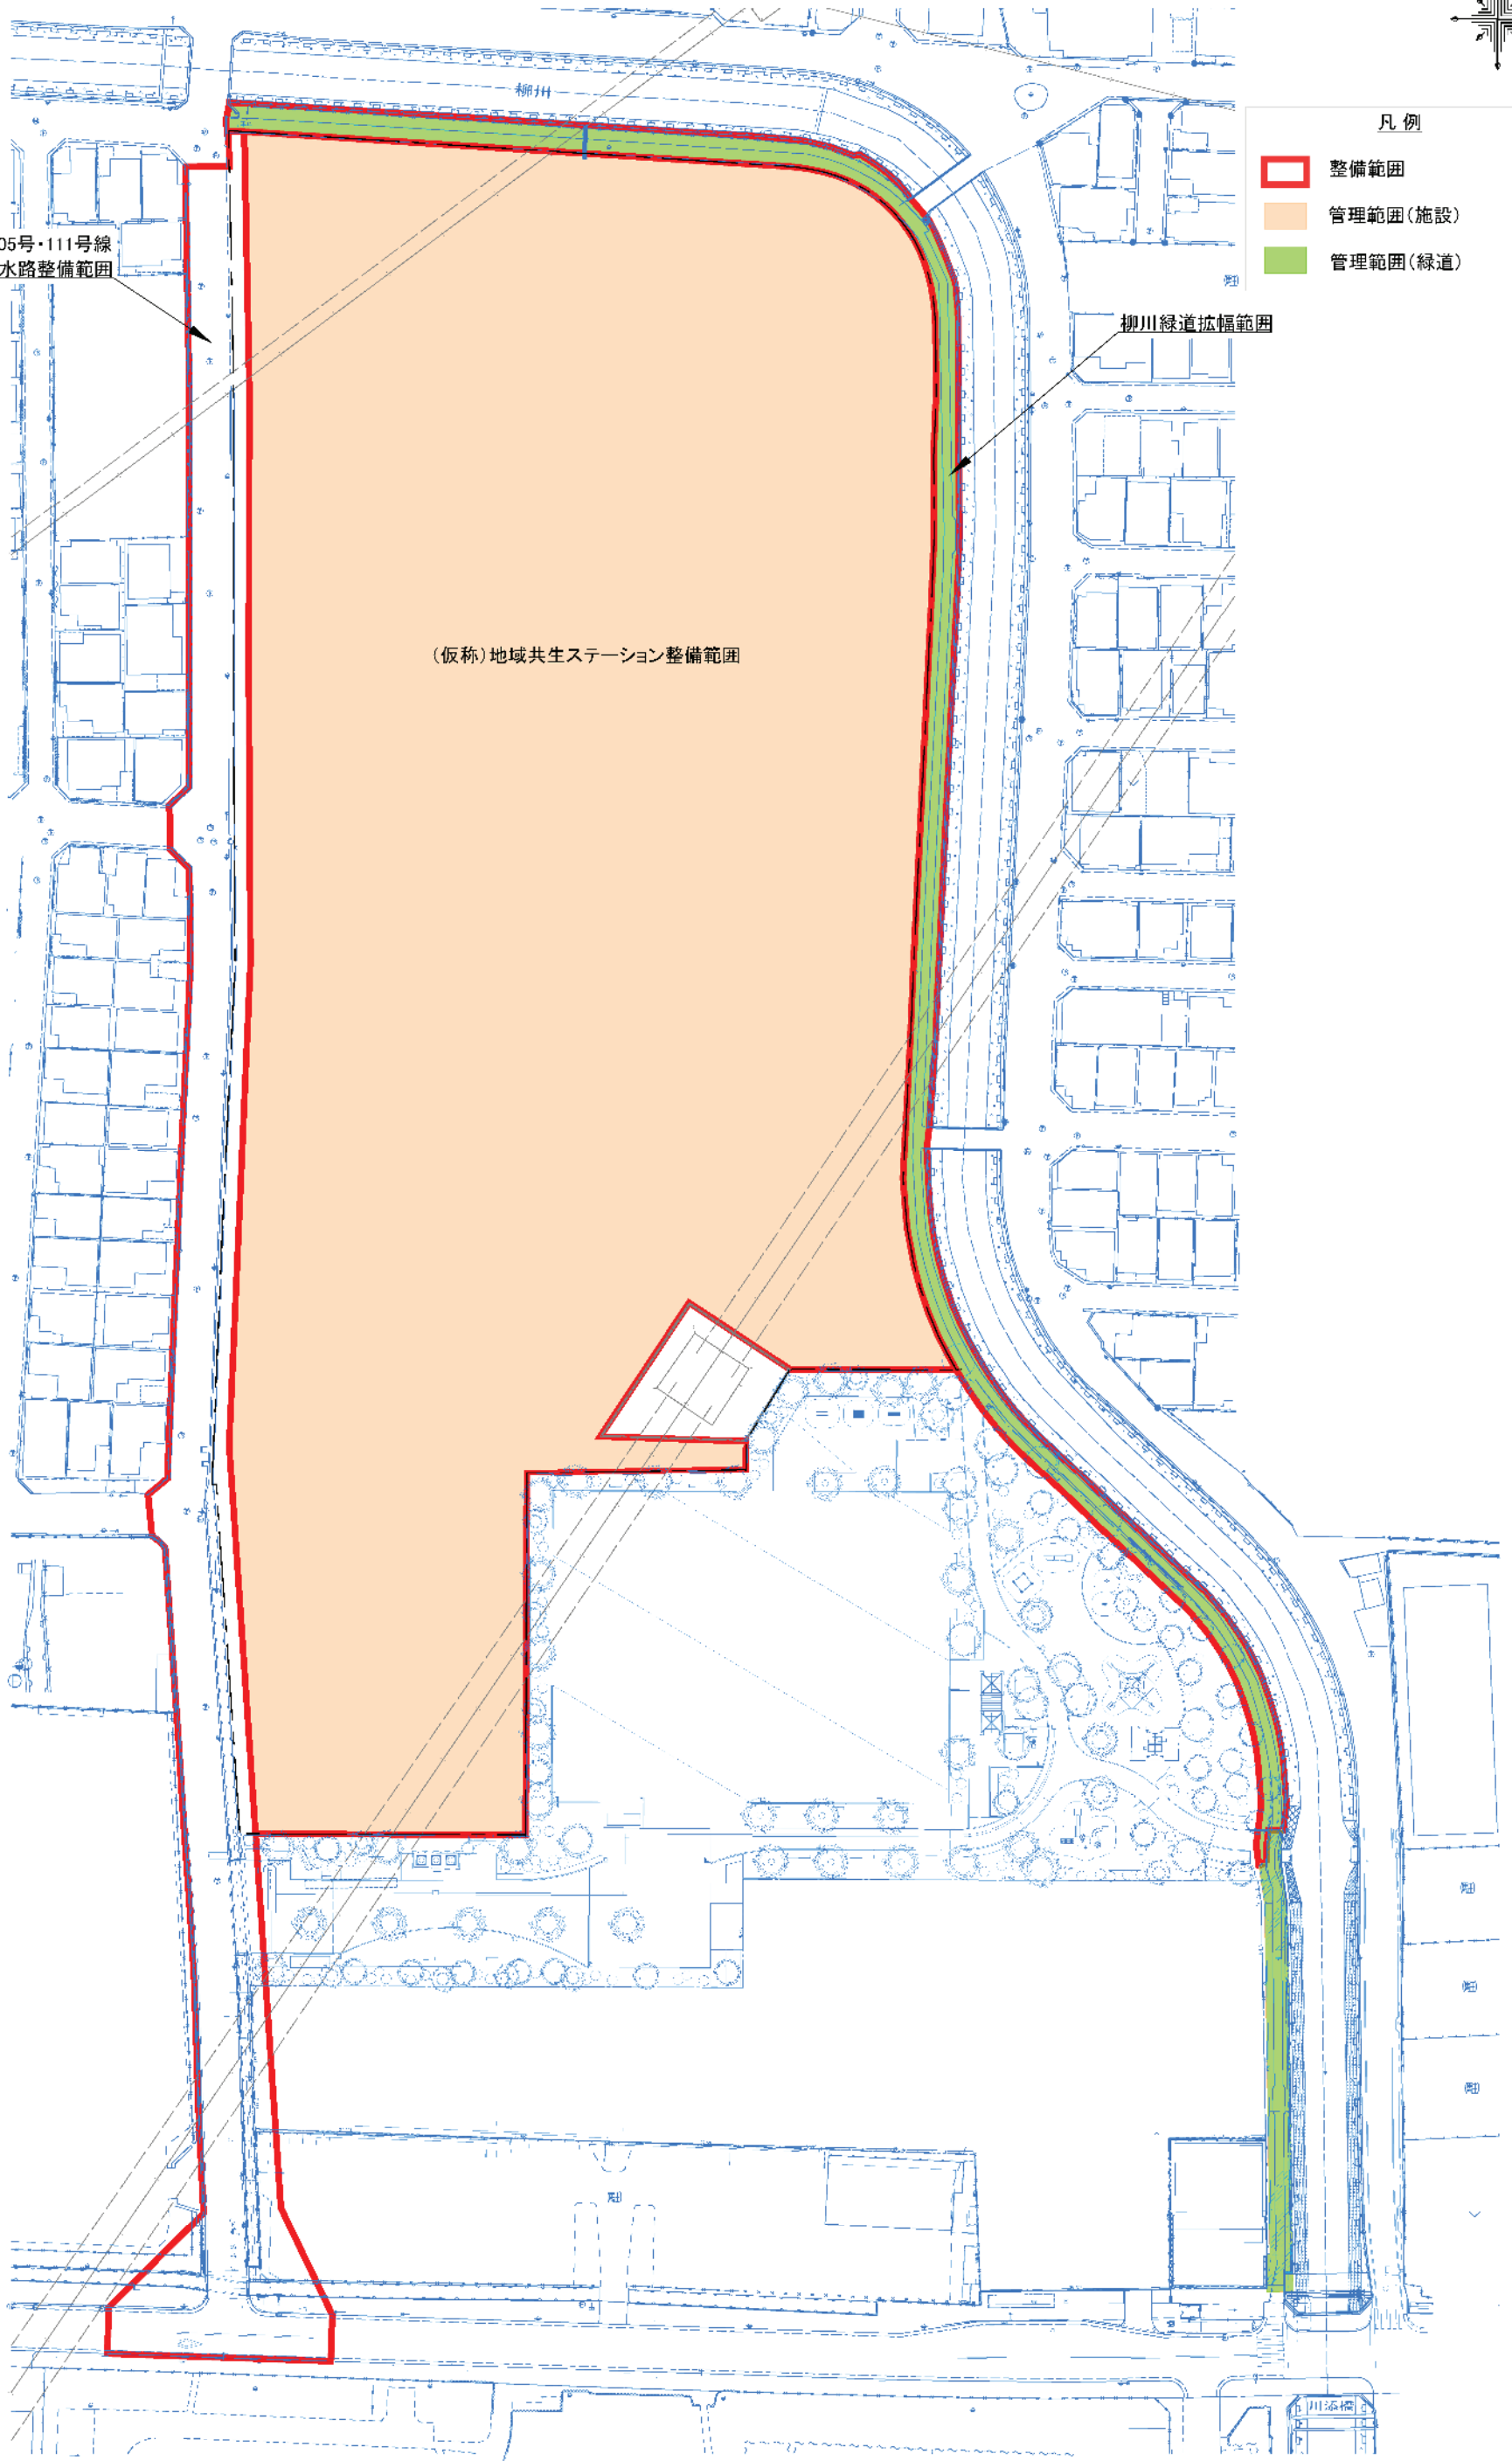 柳川
凡例
整備範囲
管理範囲(施設)
管理範囲(緑道)
05号・111号線
水路整備範囲
柳川緑道拡幅範囲
(仮称)地域共生ステーション整備範囲
川添橋